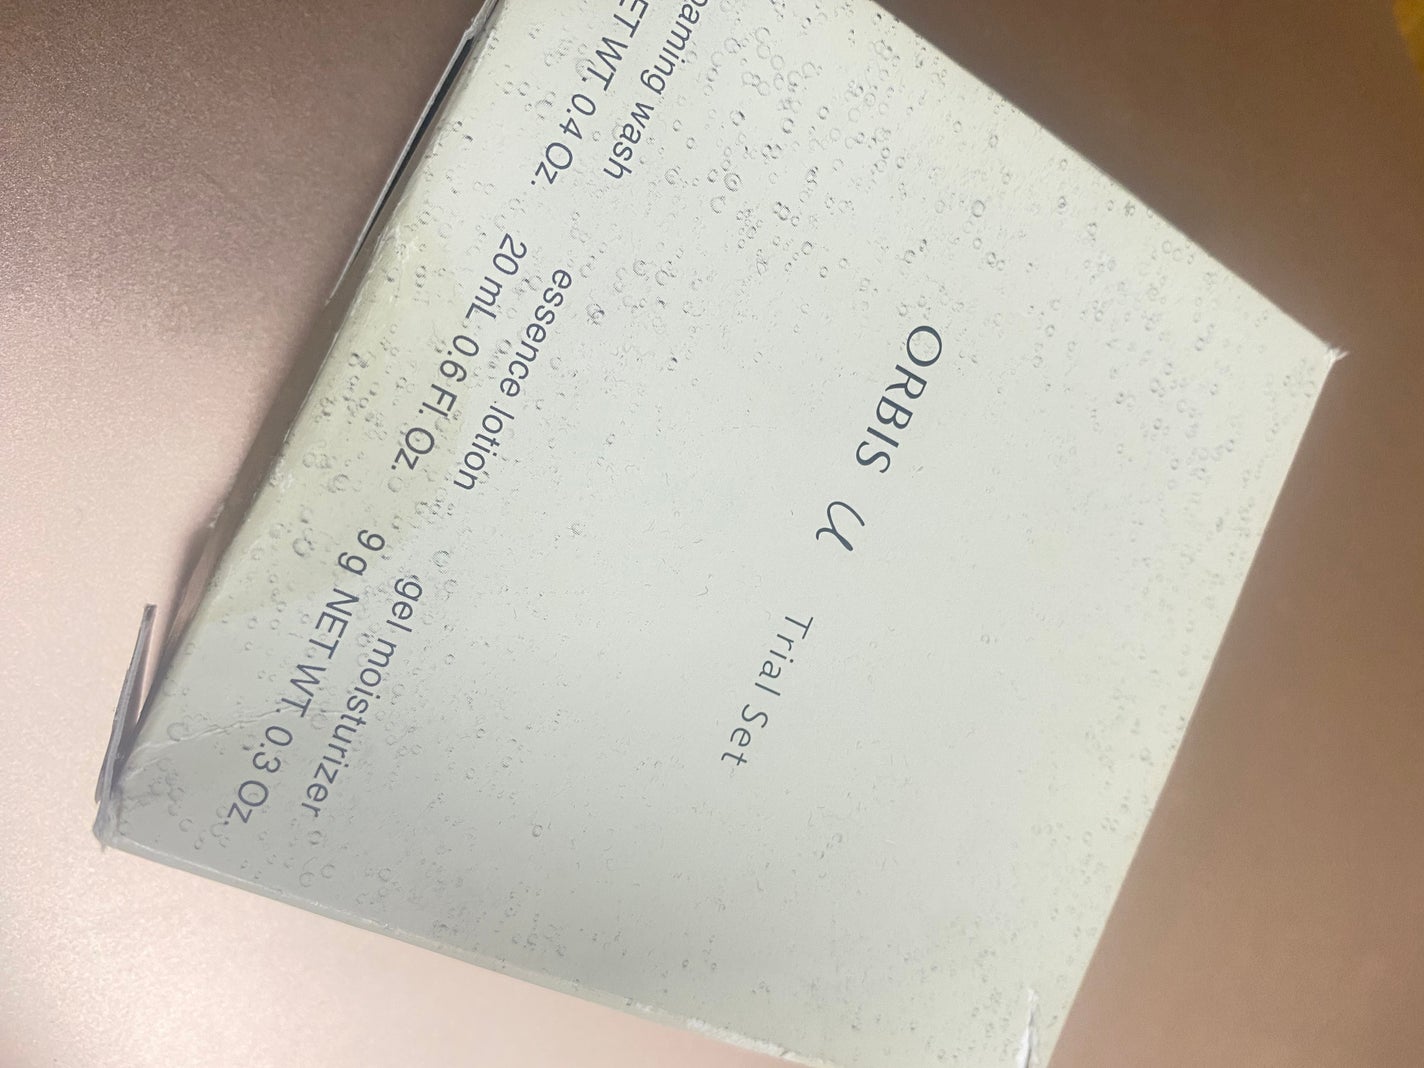 ORBIS u Trial Set
oaming wash
ET WT. 0.4 Oz.
essence lotion
20 mL 0.6 Fl. Oz.
gel moisturizer
9 g NET WT. 0.3 Oz.